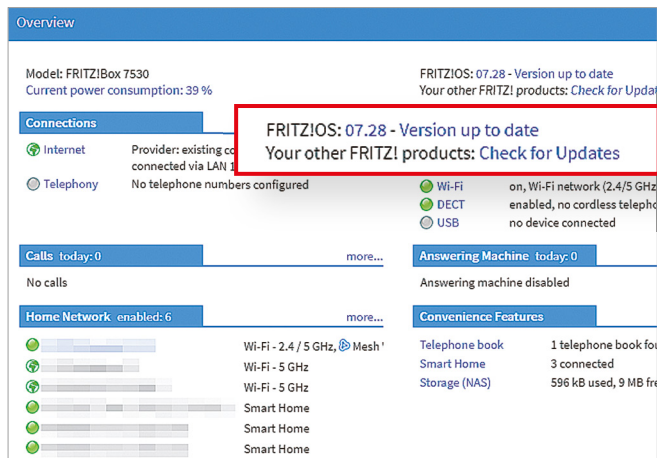 Overview
Model: FRITZ!Box 7530
Current power consumption: 39 %
FRITZ!OS: 07.28 - Version up to date
Your other FRITZ! products: Check for Updat
FRITZ!OS: 07.28 - Version up to date
Your other FRITZ! products: Check for Updates
Connections
Internet Provider: existing co
connected via LAN 1
Telephony No telephone numbers configured
Wi-Fi on, Wi-Fi network (2.4/5 GHz
DECT enabled, no cordless telepho
USB no device connected
Calls today: 0 more...
No calls
Answering Machine today: 0
Answering machine disabled
Home Network enabled: 6 more...
Wi-Fi - 2.4 / 5 GHz, Mesh
Wi-Fi - 5 GHz
Wi-Fi - 5 GHz
Smart Home
Smart Home
Smart Home
Convenience Features
Telephone book 1 telephone book fou
Smart Home 3 connected
Storage (NAS) 596 kB used, 9 MB fre